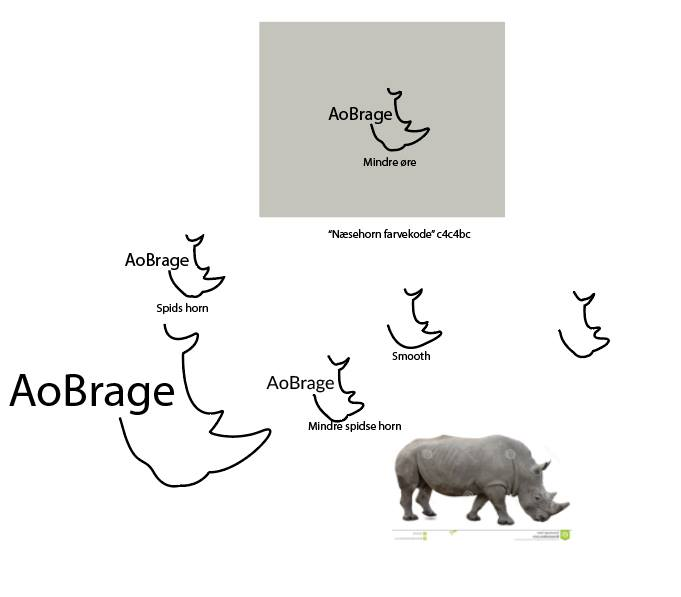 AoBrage
Mindre øre
“Næsehorn farvekode” c4c4bc
AoBrage
Spids horn
Smooth
AoBrage
AoBrage
Mindre spidse horn